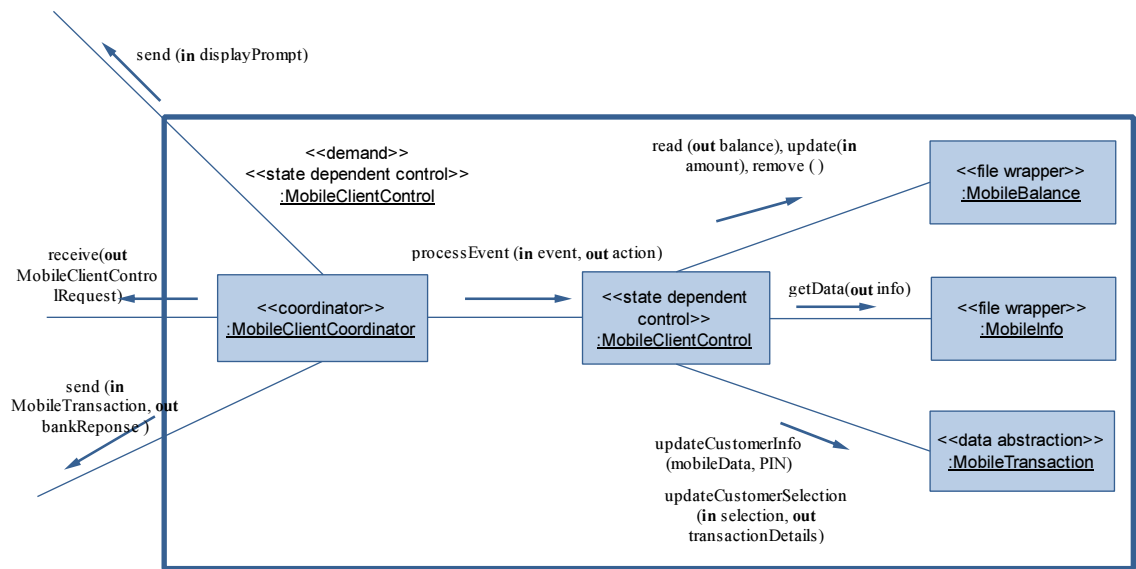 send (in displayPrompt)
<<demand>>
<<state dependent control>>
:MobileClientControl
read (out balance), update(in
amount), remove ( )
<<file wrapper>>
:MobileBalance
receive(out
MobileClientContro
lRequest)
processEvent (in event, out action)
<<coordinator>>
:MobileClientCoordinator
<<state dependent
control>>
:MobileClientControl
getData(out info)
<<file wrapper>>
:MobileInfo
send (in
MobileTransaction, out
bankReponse )
updateCustomerInfo
(mobileData, PIN)
updateCustomerSelection
(in selection, out
transactionDetails)
<<data abstraction>>
:MobileTransaction